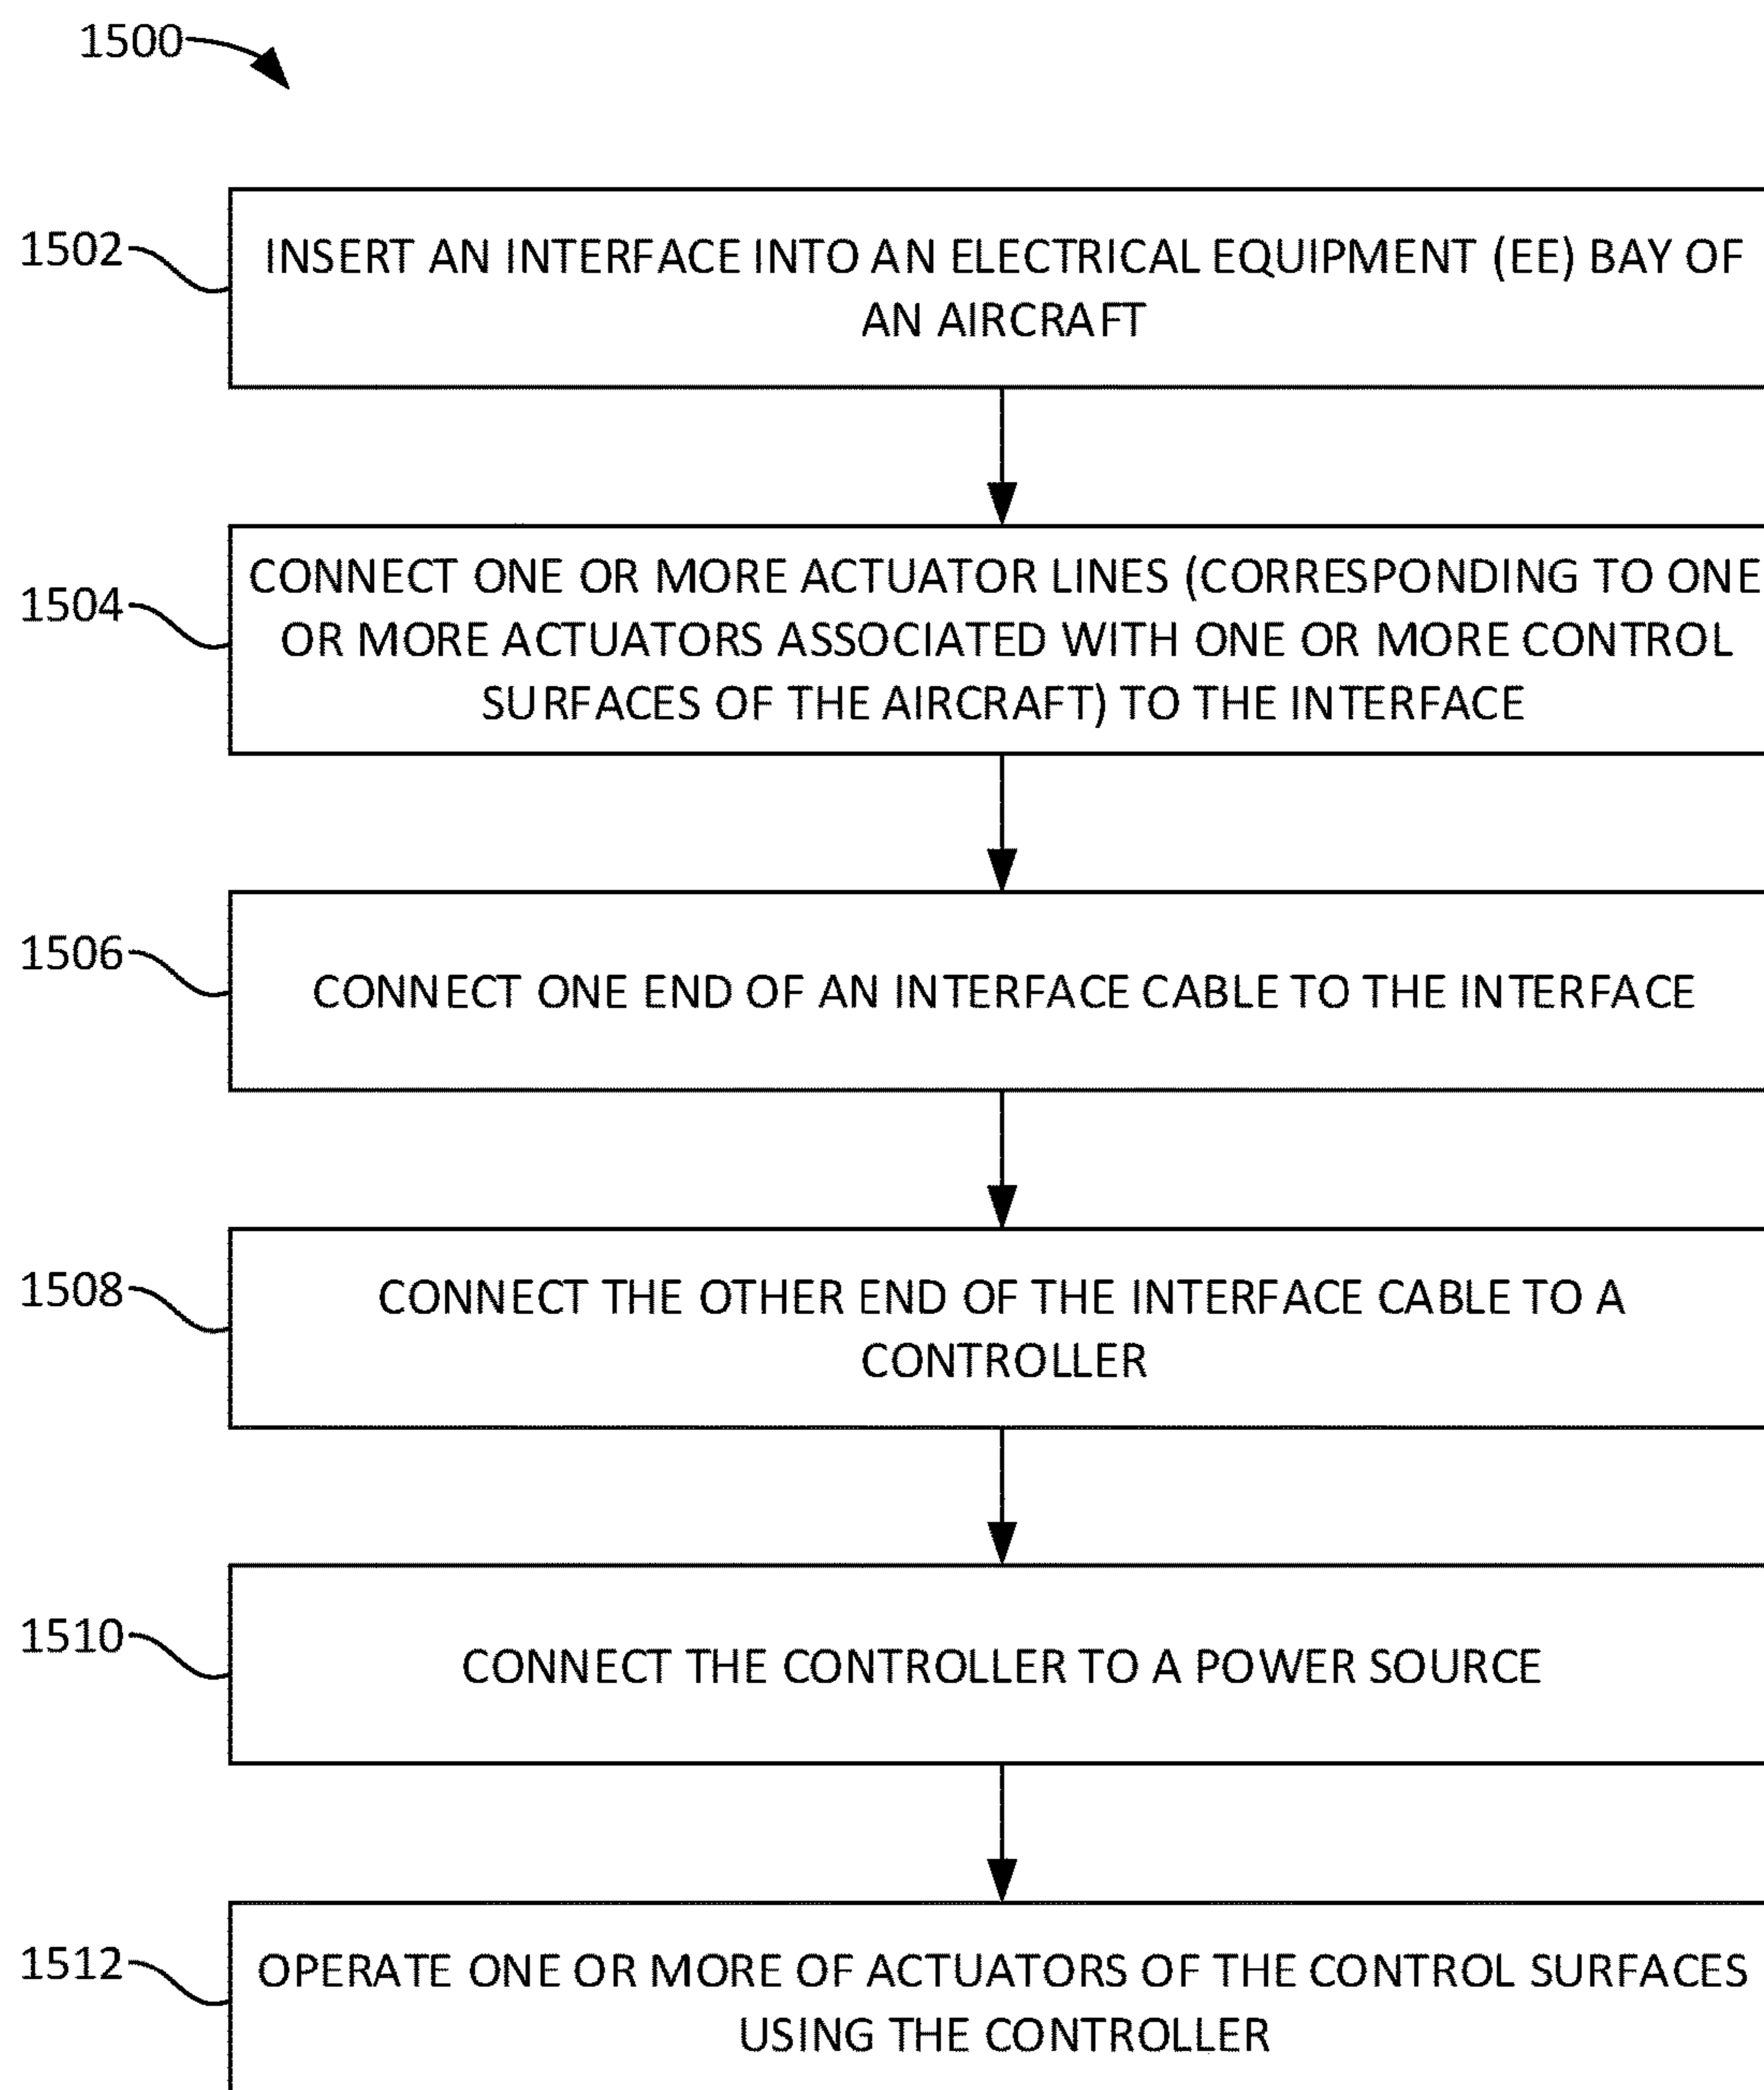 1500
1502
INSERT AN INTERFACE INTO AN ELECTRICAL EQUIPMENT (EE) BAY OF
AN AIRCRAFT
1504
CONNECT ONE OR MORE ACTUATOR LINES (CORRESPONDING TO ONE
OR MORE ACTUATORS ASSOCIATED WITH ONE OR MORE CONTROL
SURFACES OF THE AIRCRAFT) TO THE INTERFACE
1506
CONNECT ONE END OF AN INTERFACE CABLE TO THE INTERFACE
1508
CONNECT THE OTHER END OF THE INTERFACE CABLE TO A
CONTROLLER
1510
CONNECT THE CONTROLLER TO A POWER SOURCE
1512
OPERATE ONE OR MORE OF ACTUATORS OF THE CONTROL SURFACES
USING THE CONTROLLER